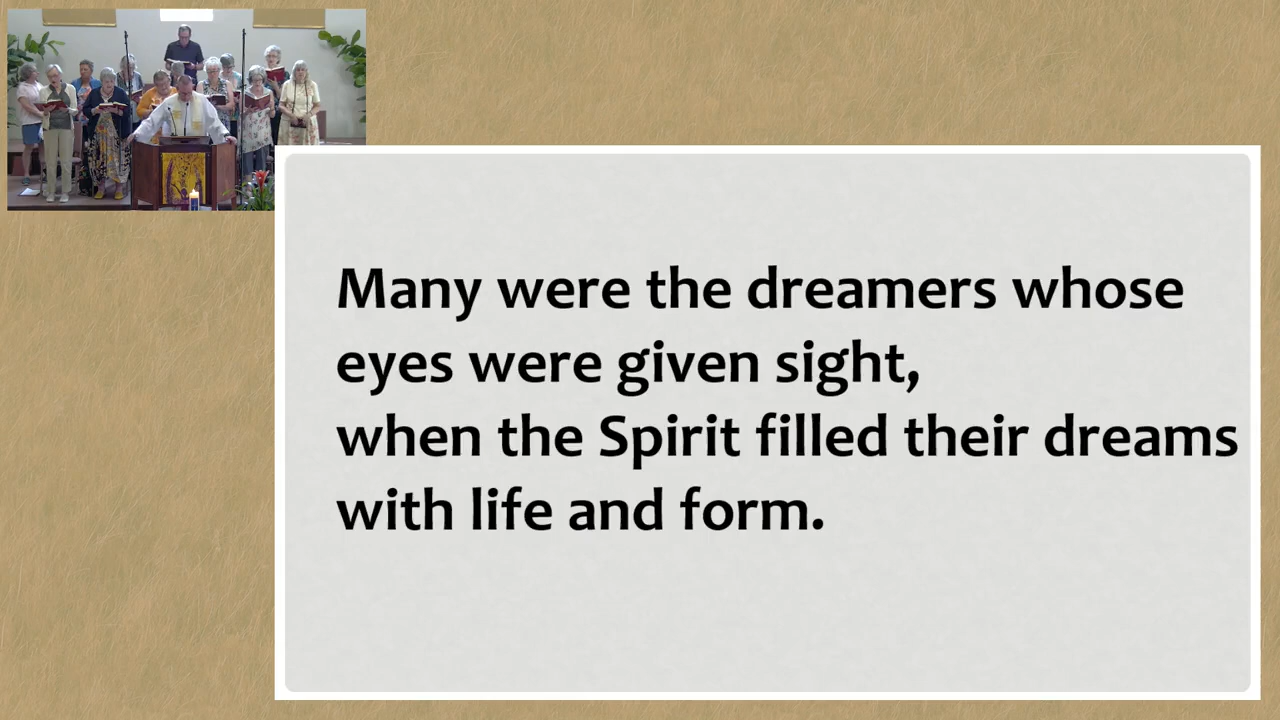 Many were the dreamers whose
eyes were given sight,
when the Spirit filled their dreams
with life and form.